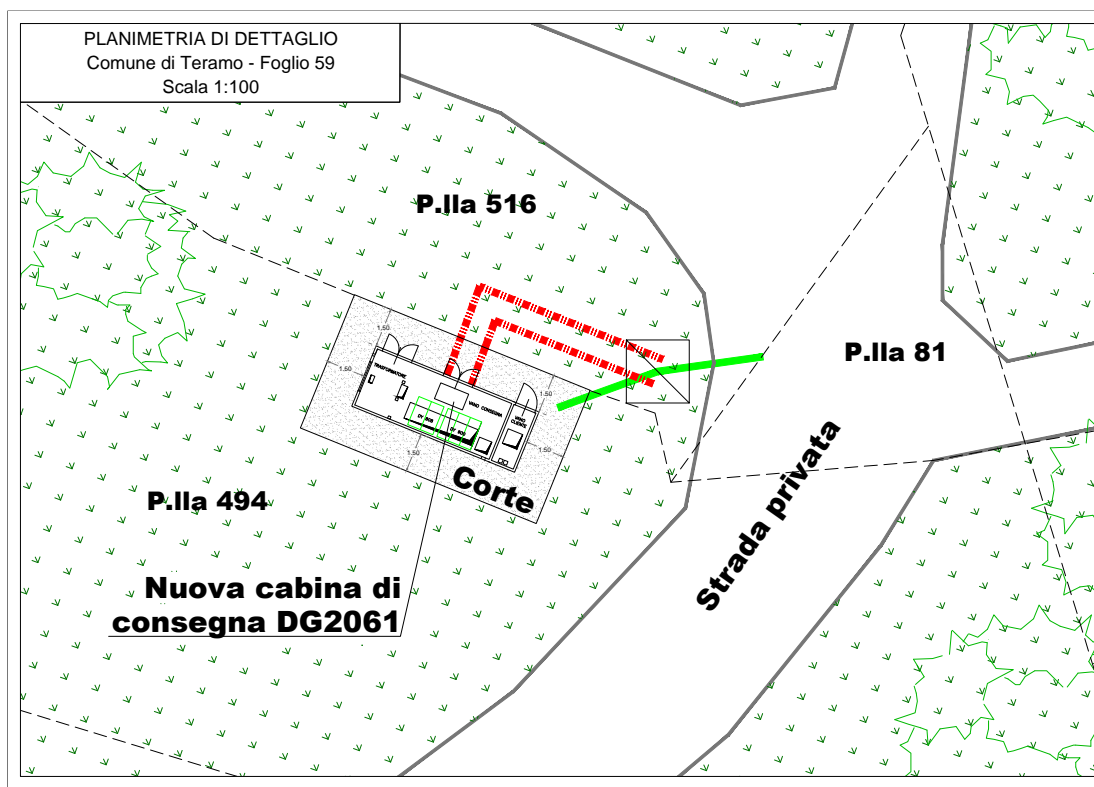 PLANIMETRIA DI DETTAGLIO
Comune di Teramo - Foglio 59
Scala 1:100
P.lla 516
P.lla 81
1.50
1.50
TRASFORMATORE
VANO CONSEGNA
VANO
CLIENTE
1.50
1.50
1.50
Corte
P.lla 494
Strada privata
Nuova cabina di
consegna DG2061